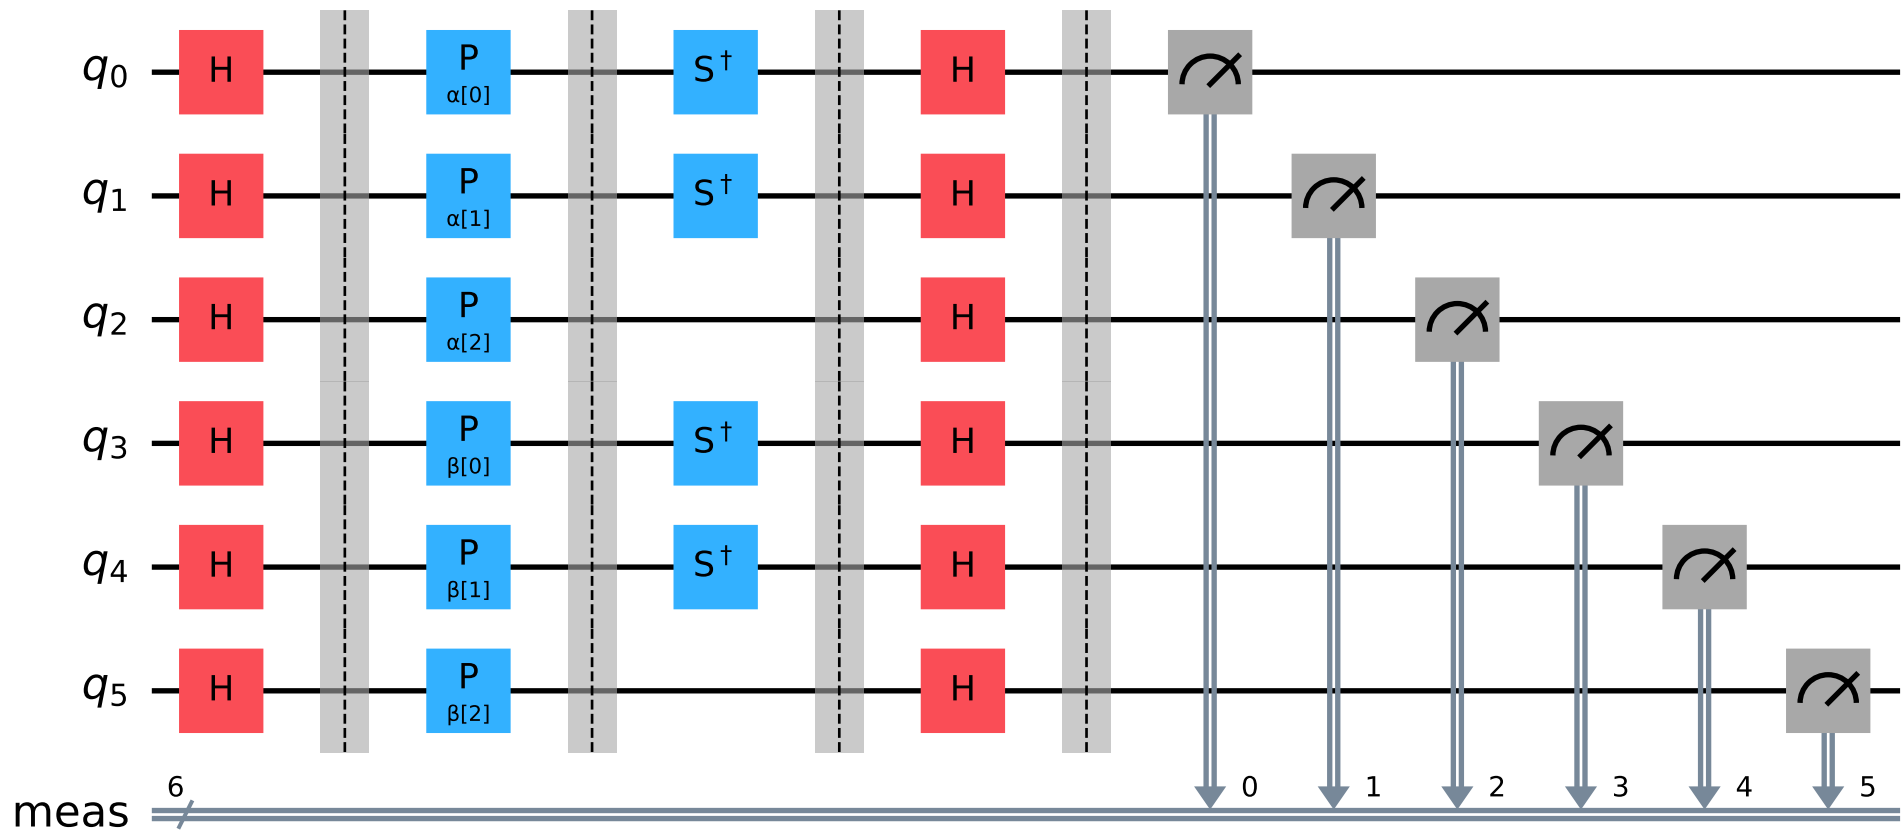 q0 H P α[0] S† H
q1 H P α[1] S† H
q2 H P α[2] H
q3 H P β[0] S† H
q4 H P β[1] S† H
q5 H P β[2] H
meas 6 0 1 2 3 4 5